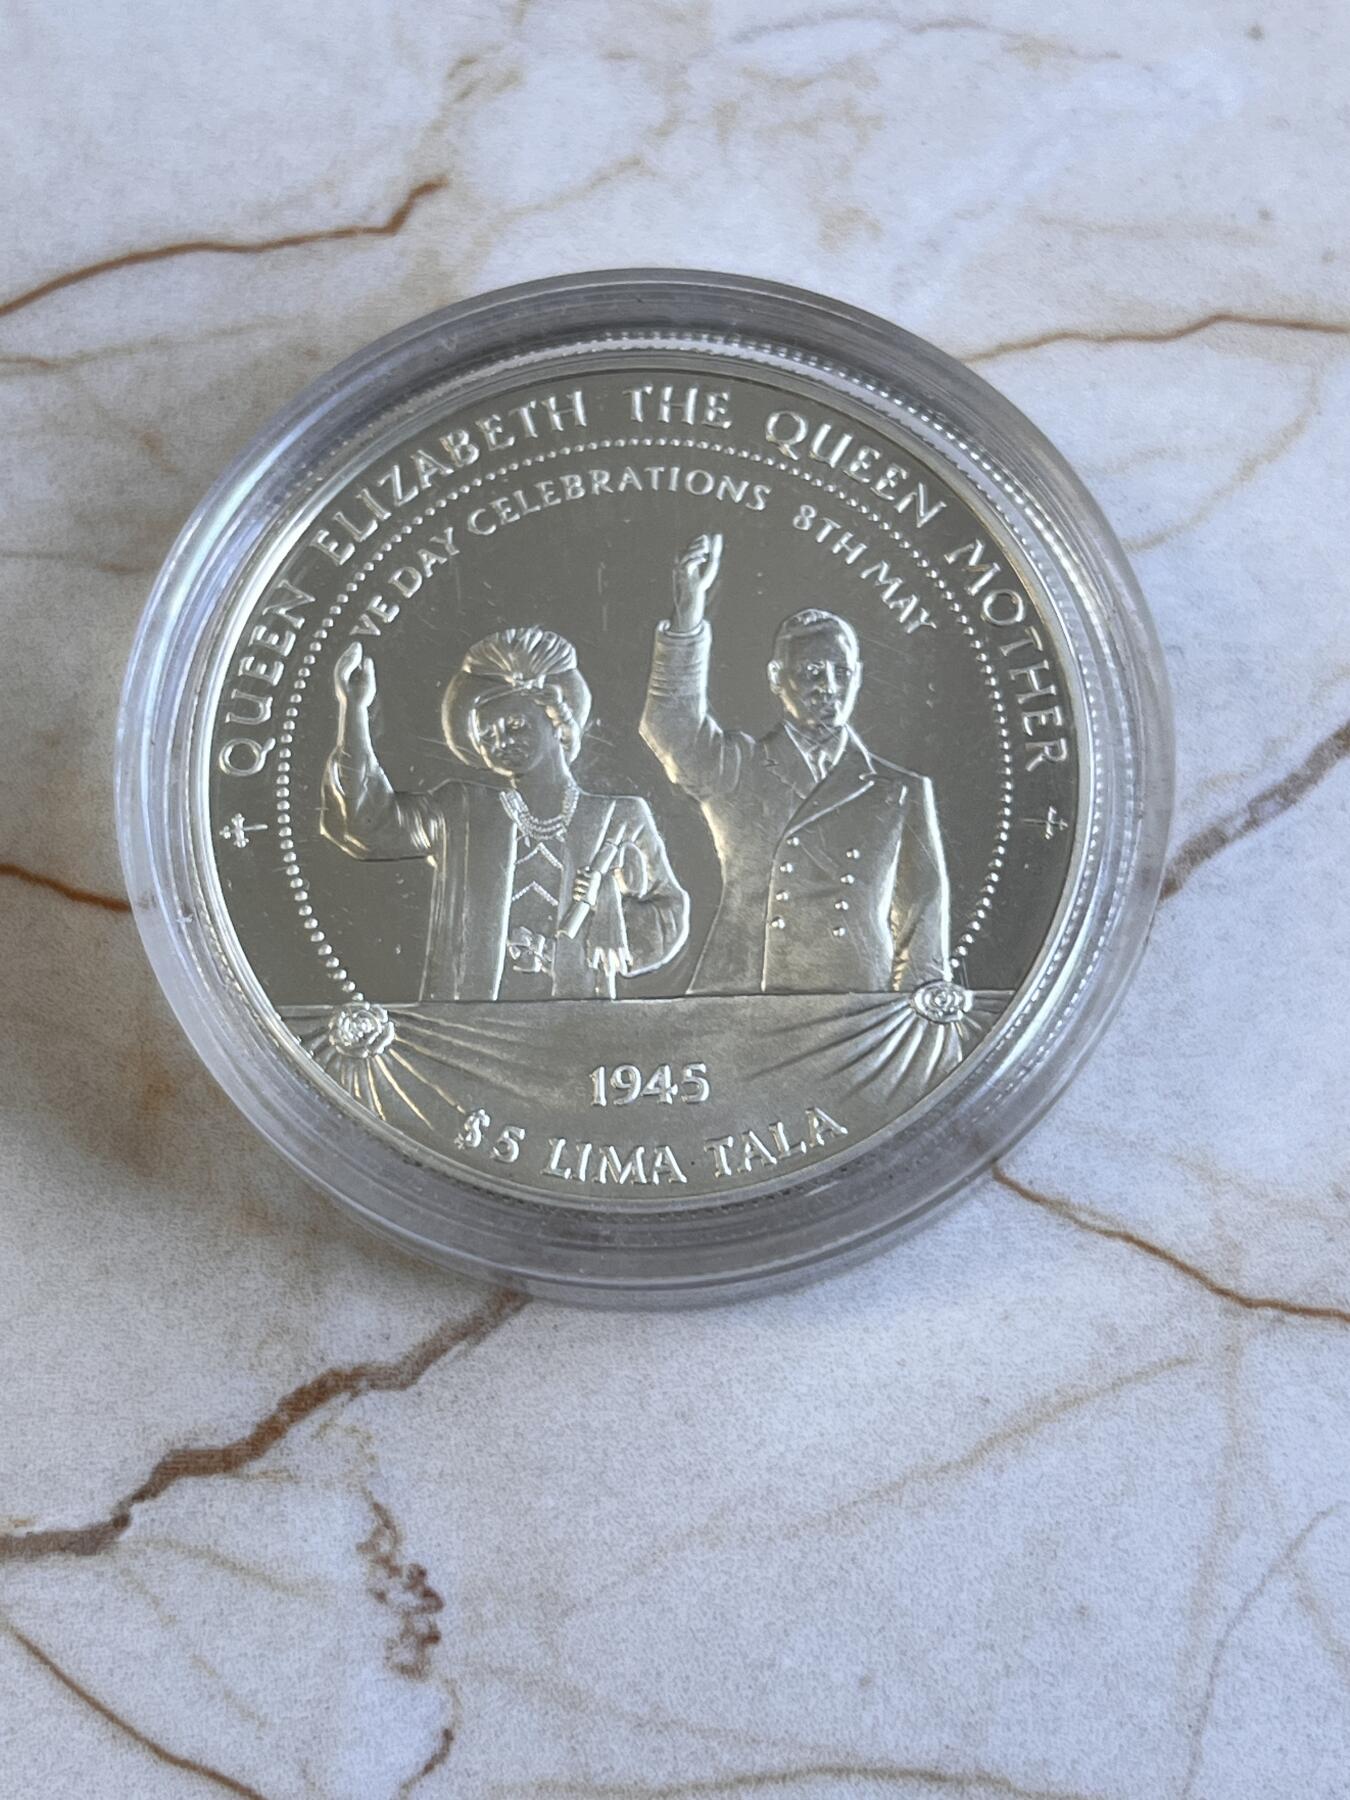 QUEEN ELIZABETH THE QUEEN MOTHER
VE DAY CELEBRATIONS 8TH MAY
1945
$5 LIMA TALA